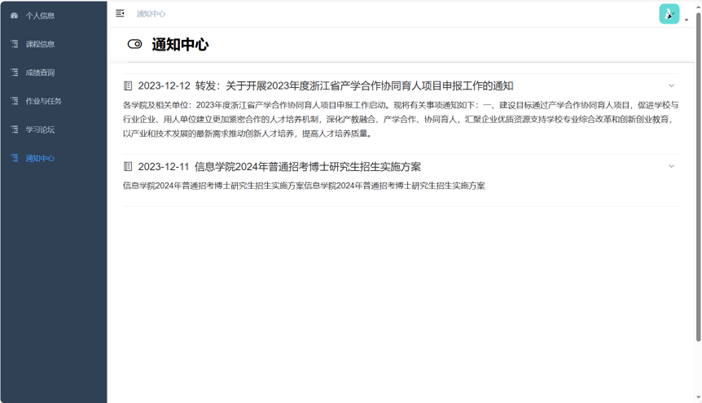 个人信息
课程信息
成绩查询
作业与任务
学习论坛
通知中心
通知中心
通知中心
2023-12-12 转发：关于开展2023年度浙江省产学合作协同育人项目申报工作的通知
各学院及相关单位：2023年度浙江省产学合作协同育人项目申报工作启动。现将有关事项通知如下：一、建设目标通过产学合作协同育人项目，促进学校与
行业企业、用人单位建立更加紧密合作的人才培养机制，深化产教融合、产学合作、协同育人，汇聚企业优质资源支持学校专业综合改革和创新创业教育，
以产业和技术发展的最新需求推动创新人才培养，提高人才培养质量。
2023-12-11 信息学院2024年普通招考博士研究生招生实施方案
信息学院2024年普通招考博士研究生招生实施方案信息学院2024年普通招考博士研究生招生实施方案